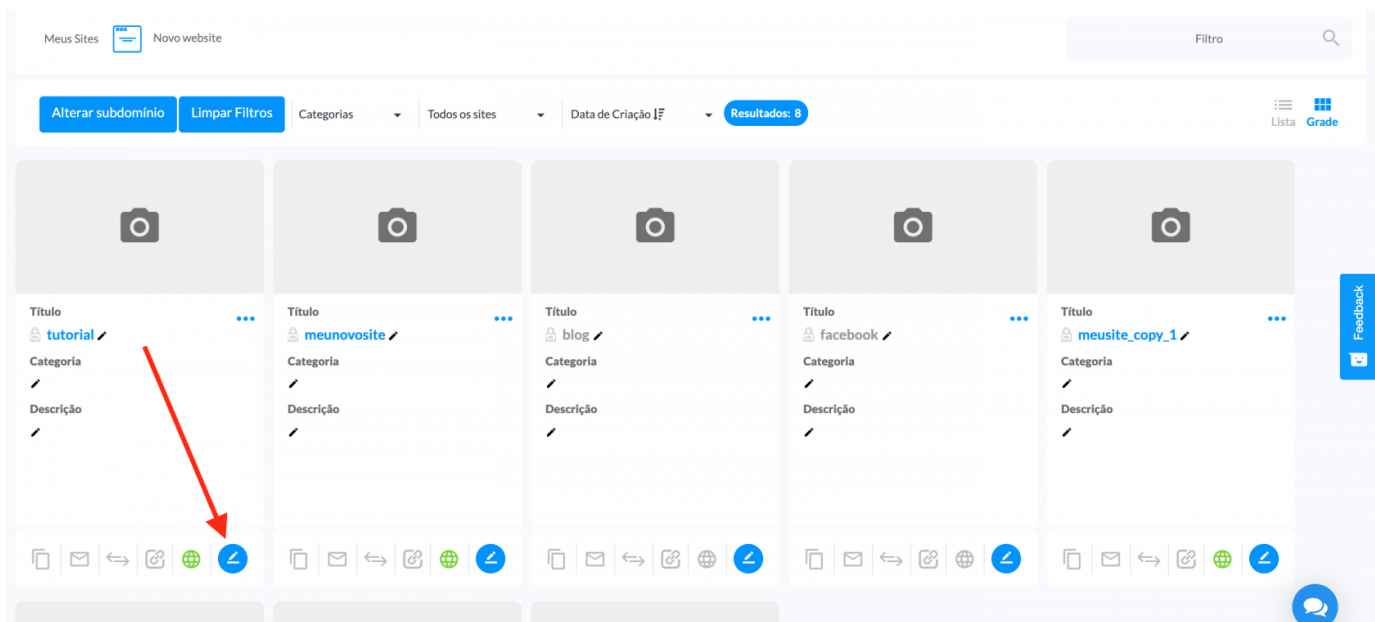 Meus Sites
Novo website
Filtro
Alterar subdomínio
Limpar Filtros
Categorias
Todos os sites
Data de Criação
Resultados: 8
Lista
Grade
Título
tutorial
Categoria
Descrição
Título
meunovosite
Categoria
Descrição
Título
blog
Categoria
Descrição
Título
facebook
Categoria
Descrição
Título
meusite_copy_1
Categoria
Descrição
Feedback